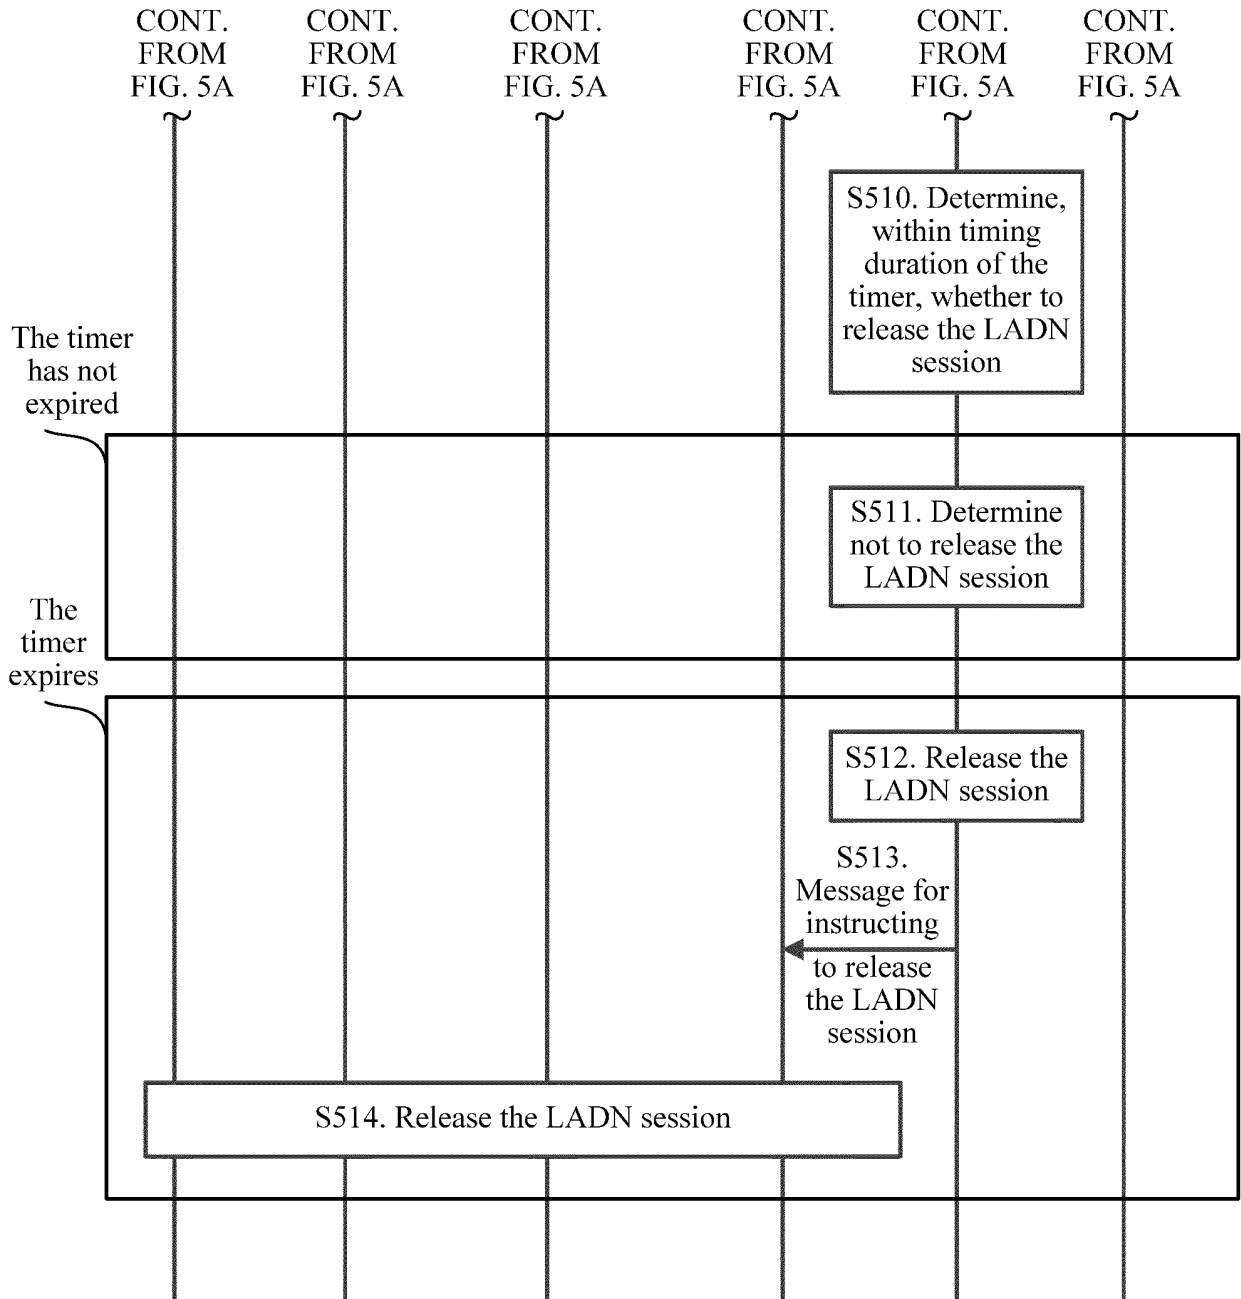 CONT.
FROM
FIG. 5A
CONT.
FROM
FIG. 5A
CONT.
FROM
FIG. 5A
CONT.
FROM
FIG. 5A
CONT.
FROM
FIG. 5A
CONT.
FROM
FIG. 5A
S510. Determine,
within timing
duration of the
timer, whether to
release the LADN
session
The timer
has not
expired
S511. Determine
not to release the
LADN session
The
timer
expires
S512. Release the
LADN session
S513.
Message for
instructing
to release
the LADN
session
S514. Release the LADN session